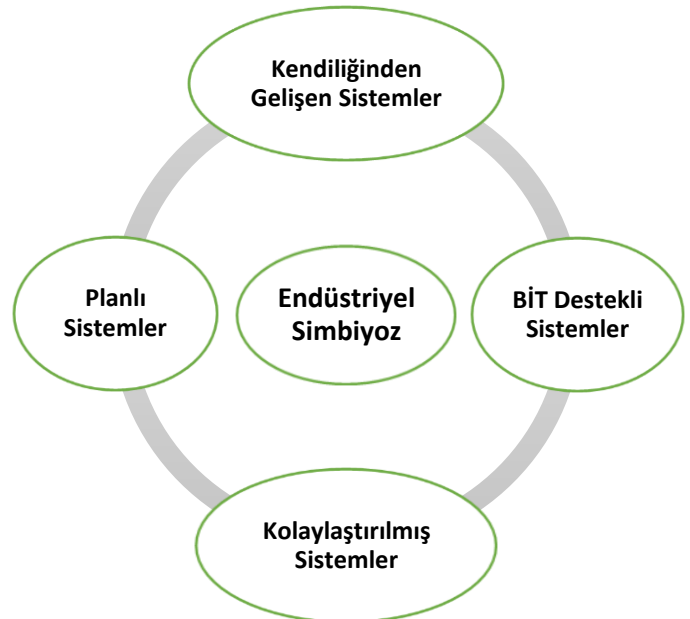 Kendiliğinden
Gelişen Sistemler
Planlı
Sistemler
Endüstriyel
Simbiyoz
BİT Destekli
Sistemler
Kolaylaştırılmış
Sistemler